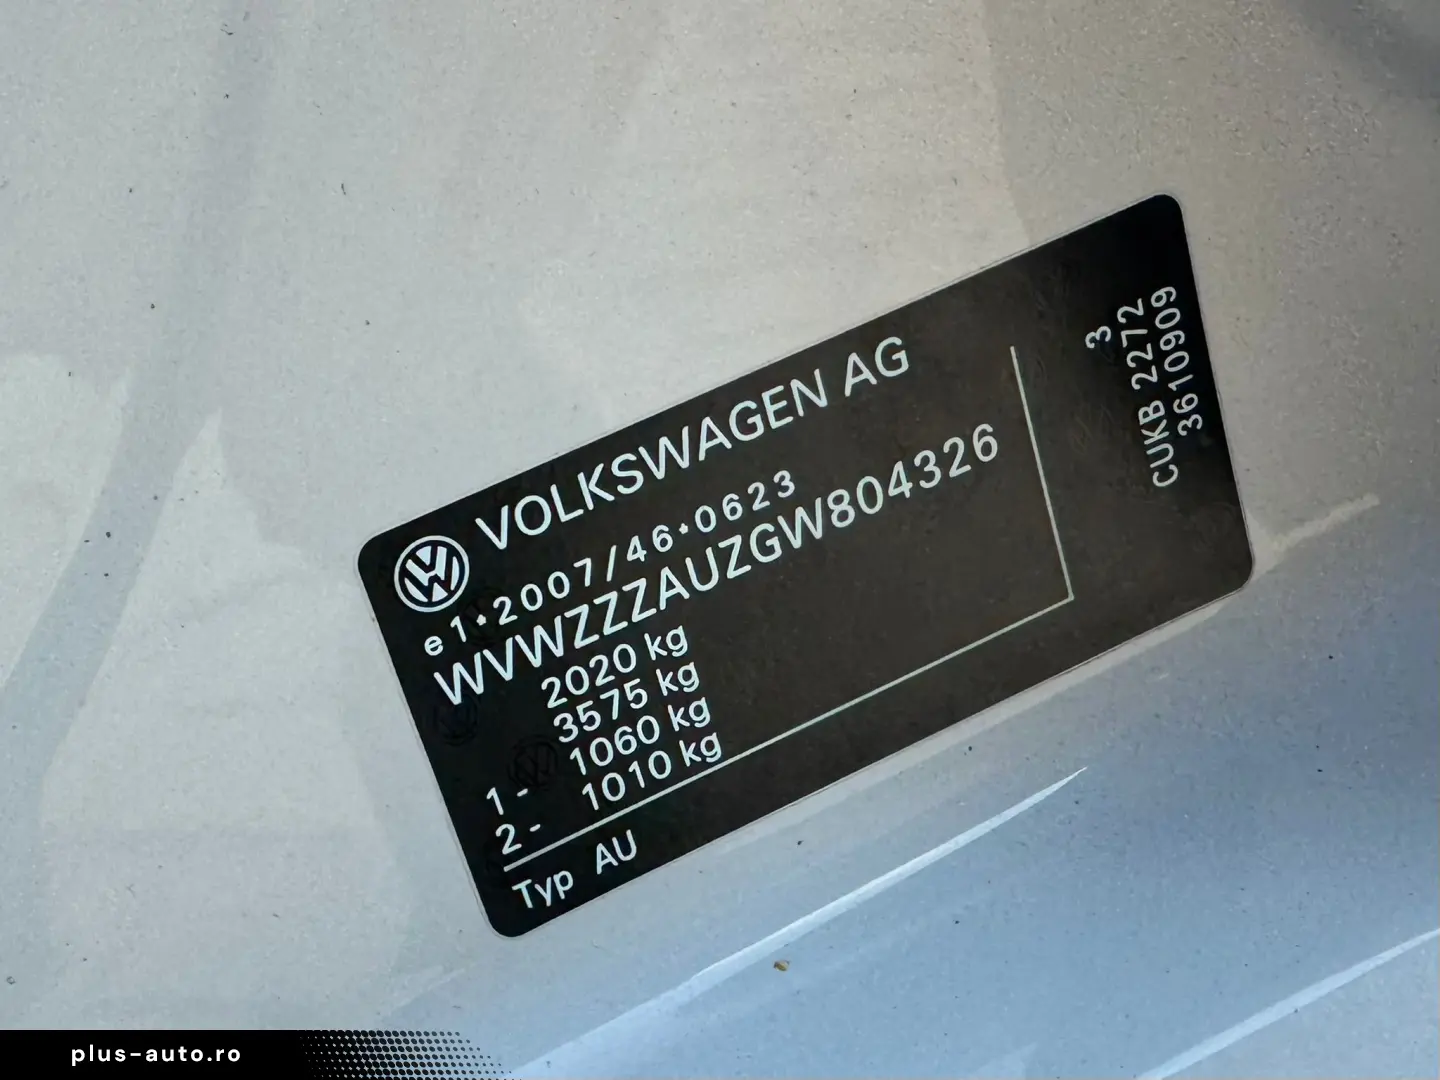 VOLKSWAGEN AG
e1*2007/46*0623
WVWZZZAUZGW804326
2020 kg
3575 kg
1- 1060 kg
2- 1010 kg
Typ AU
3
CUKB 2272
3610909
plus-auto.ro